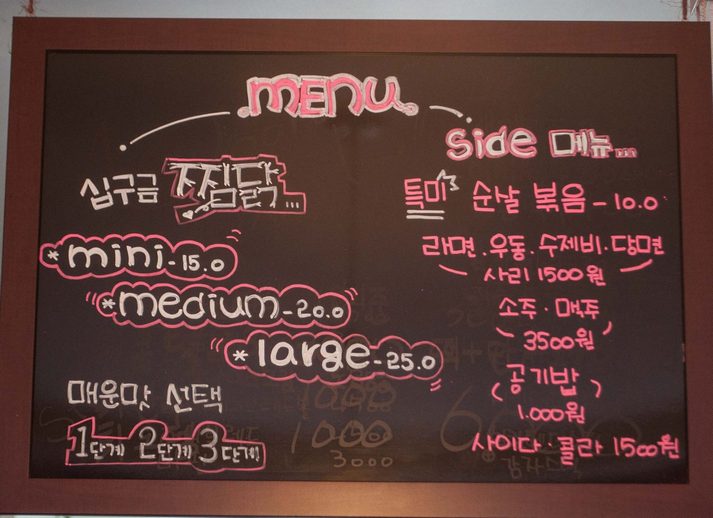 menu
십구금 찜닭...
*mini - 15.0
*medium - 20.0
*large - 25.0
매운맛 선택
1단계 2단계 3단계
side 메뉴...
특미 순살 볶음 - 10.0
라면.우동.수제비.당면
사리 1500원
소주·맥주
3500원
공기밥
1.000원
사이다·콜라 1500원
1000
3000